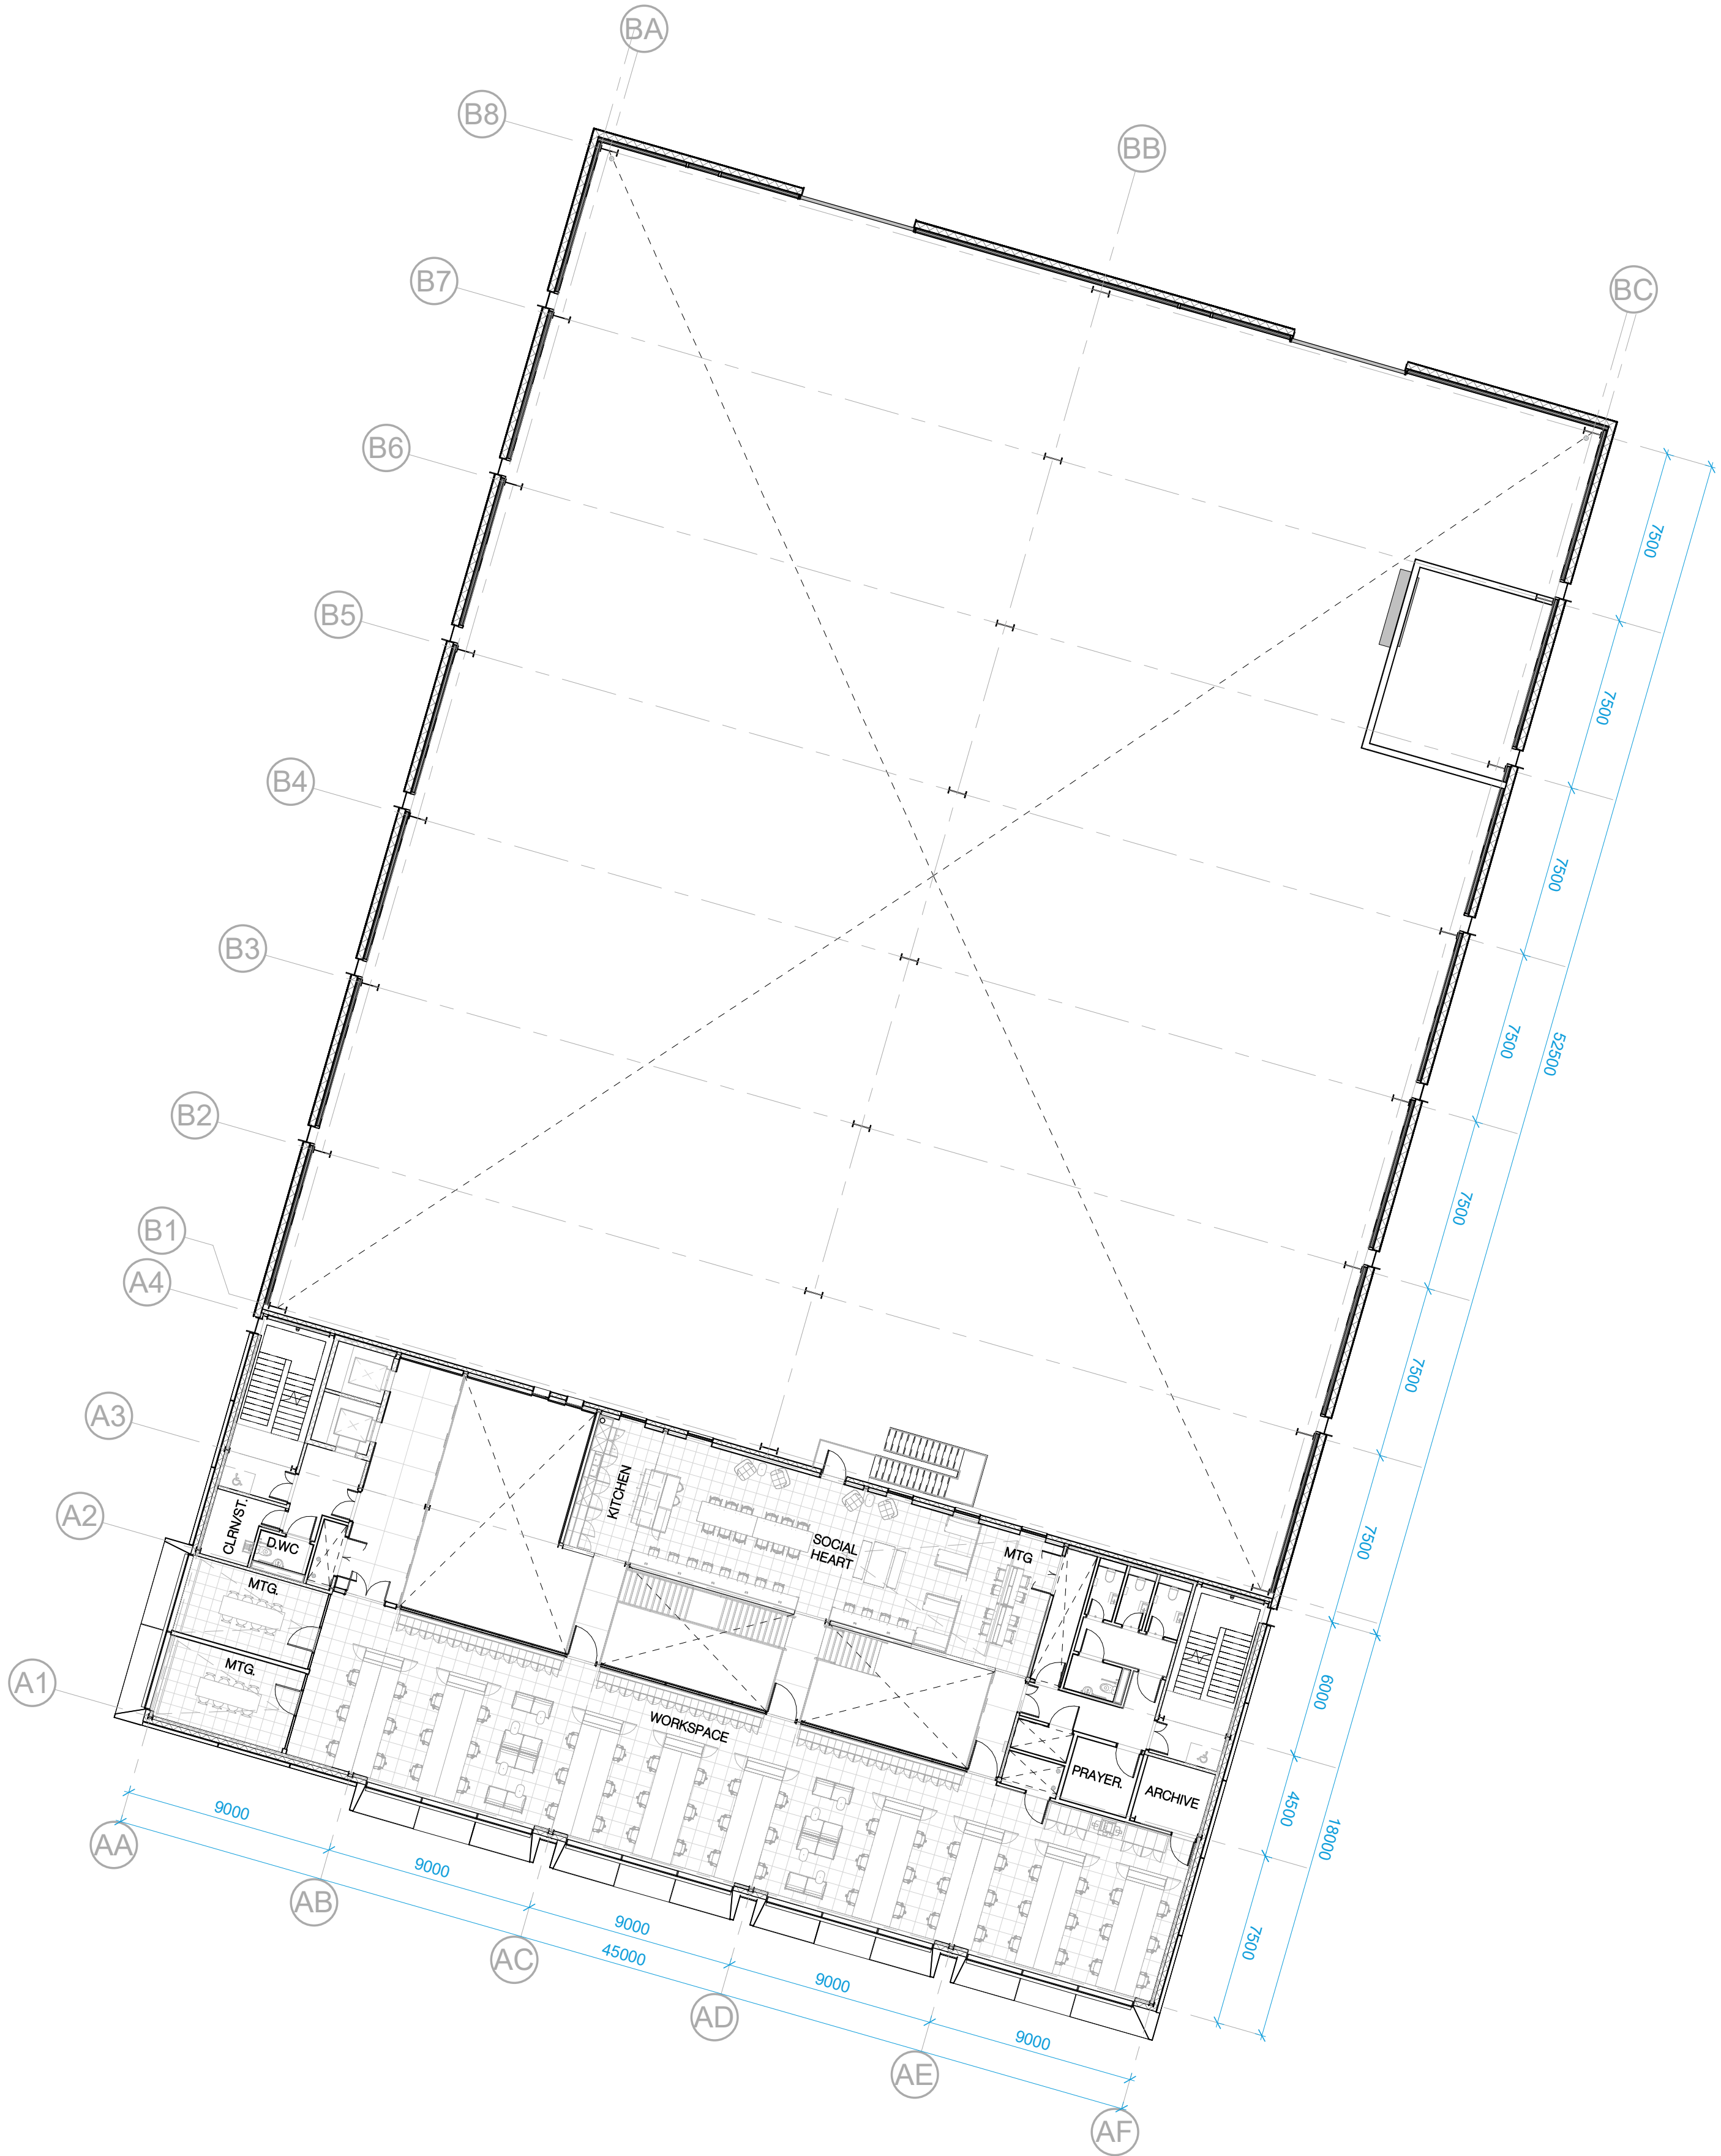 BA
B8
BB
B7
BC
B6
7500
B5
7500
B4
7500
B3
7500
52500
B2
7500
B1
A4
7500
A3
7500
KITCHEN
A2
CLRN/ST.
D.WC
SOCIAL
HEART
MTG
MTG.
MTG.
A1
6000
WORKSPACE
PRAYER.
ARCHIVE
4500
18000
7500
9000
AA
9000
AB
9000
45000
AC
9000
AD
9000
AE
AF